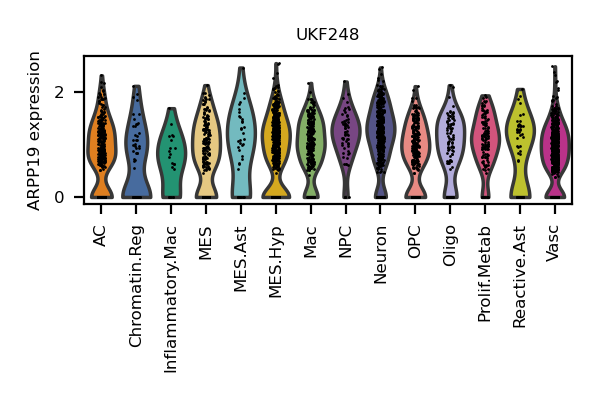 UKF248
ARPP19 expression
2
0
AC
Chromatin.Reg
Inflammatory.Mac
MES
MES.Ast
MES.Hyp
Mac
NPC
Neuron
OPC
Oligo
Prolif.Metab
Reactive.Ast
Vasc